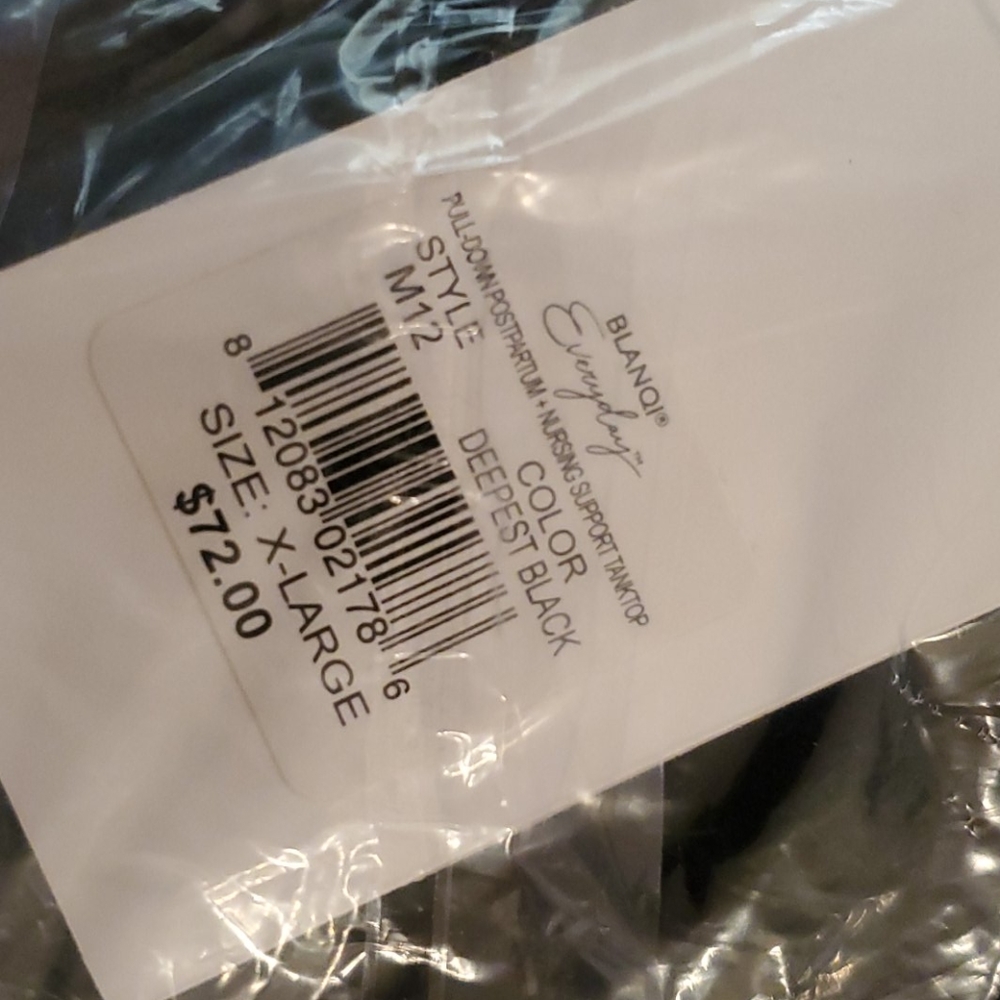 BLANQI®
Everyday™
PULL-DOWN POSTPARTUM + NURSING SUPPORT TANKTOP
STYLE COLOR
M12 DEEPEST BLACK
8 12083 02178 6
SIZE: X-LARGE
$72.00